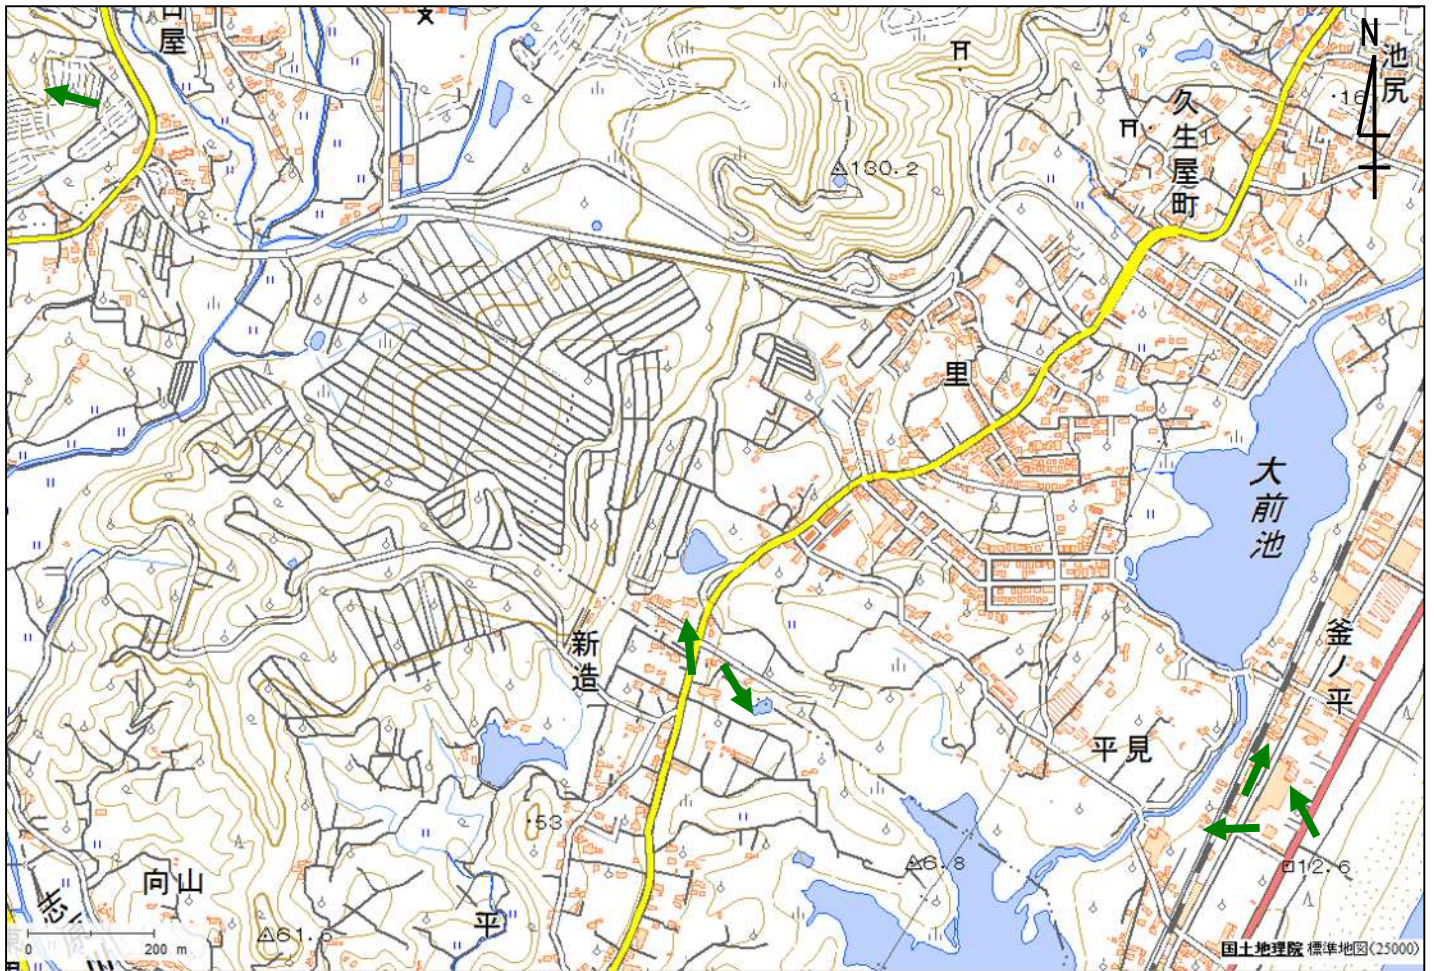 屋
N
池尻
久生屋町
130.2
里
大前池
釜ノ平
新造
平見
53
6.8
12.6
向山
平
61.
0 200 m
国土地理院 標準地図(25000)